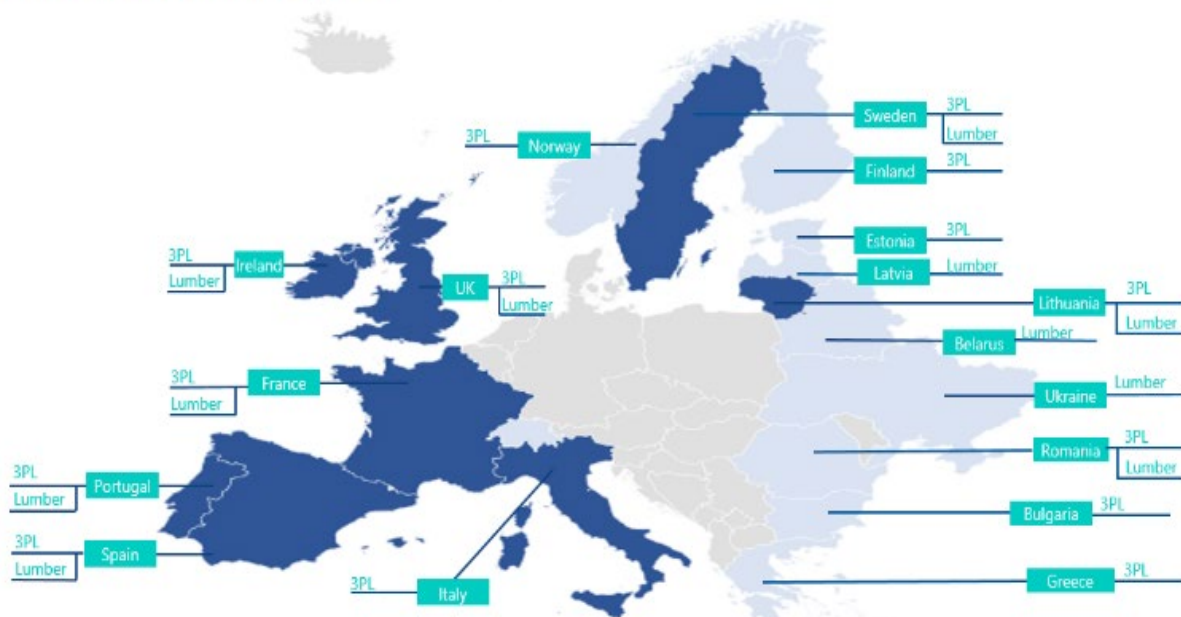 3PL
Sweden
Lumber
3PL
Norway
3PL
Finland
3PL
Estonia
Lumber
Latvia
3PL
Ireland
Lumber
3PL
UK
Lumber
3PL
Lithuania
Lumber
Lumber
Belarus
3PL
France
Lumber
Lumber
Ukraine
3PL
Romania
Lumber
3PL
Portugal
Lumber
3PL
Bulgaria
3PL
Spain
Lumber
3PL
Italy
3PL
Greece